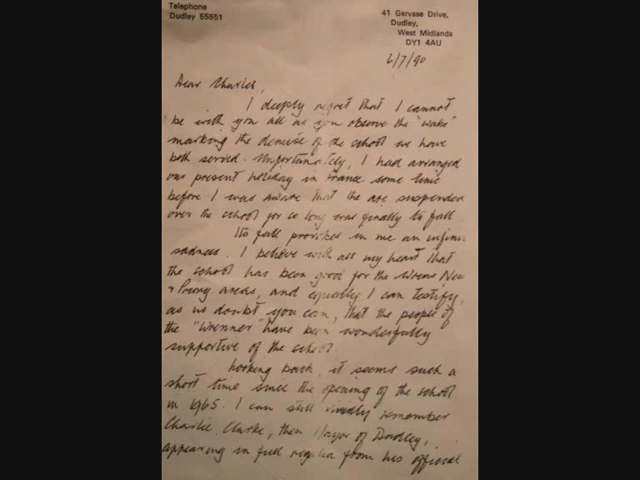 Telephone
Dudley 55551
41 Gervase Drive,
Dudley,
West Midlands
DY1 4AU
2/7/90
Dear Charles,
I deeply regret that I cannot
be with you all as you observe the "wake"
marking the demise of the school we have
both served. Unfortunately, I had arranged
our present holiday in France some time
before I was aware that the axe suspended
over the school for so long was finally to fall
Its fall provokes in me an infinite
sadness. I believe with all my heart that
the school has been good for the Wrens Nest
& Priory areas, and equally I can testify,
as no doubt you can, that the people of
the "Wrenner" have been wonderfully
supportive of the school.
Looking back, it seems such a
short time since the opening of the school
in 1965. I can still vividly remember
Charlie Clarke, then Mayor of Dudley,
appearing in full regalia from his official